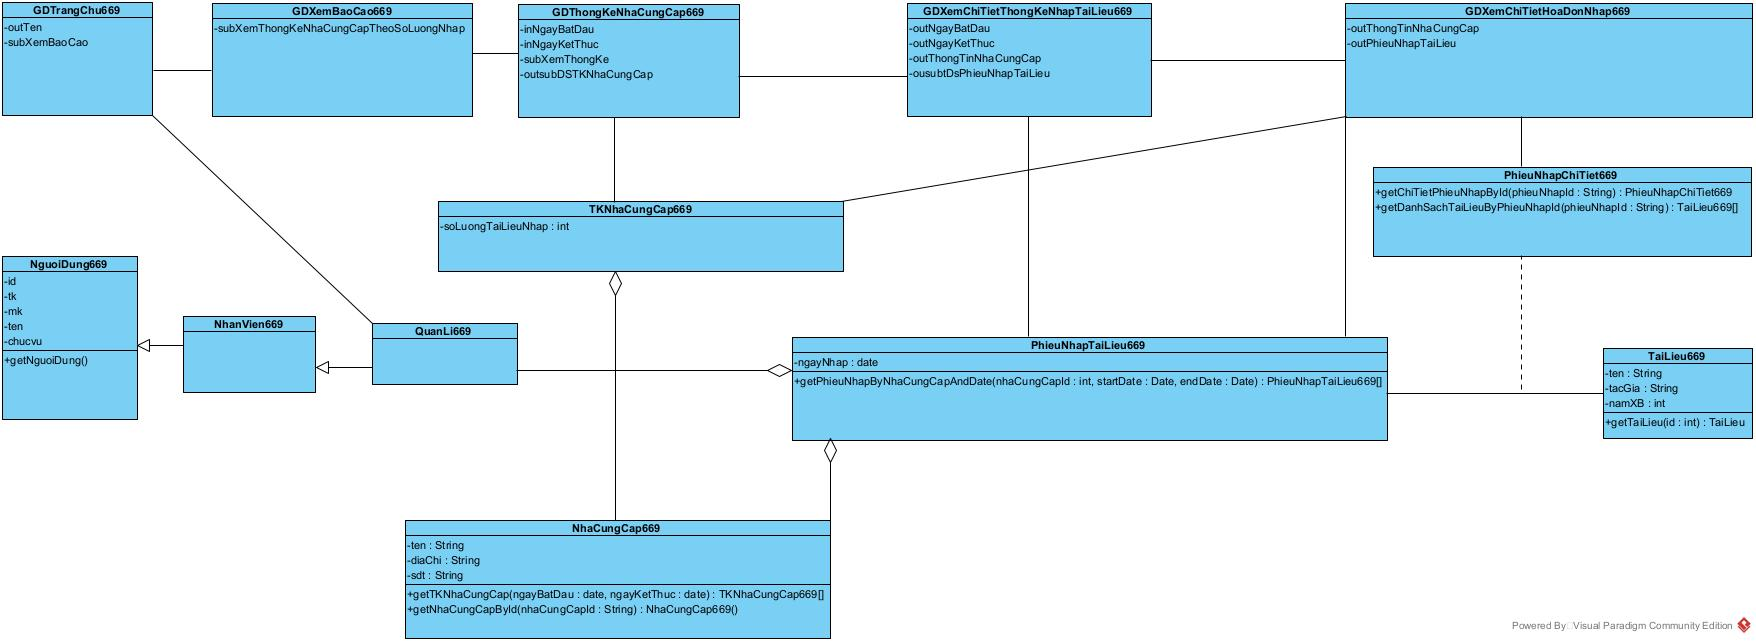 GDTrangChu669
-outTen
-subXemBaoCao
GDXemBaoCao669
-subXemThongKeNhaCungCapTheoSoLuongNhap
GDThongKeNhaCungCap669
-inNgayBatDau
-inNgayKetThuc
-subXemThongKe
-outsubDSTKNhaCungCap
GDXemChiTietThongKeNhapTaiLieu669
-outNgayBatDau
-outNgayKetThuc
-outThongTinNhaCungCap
-ousubtDsPhieuNhapTaiLieu
GDXemChiTietHoaDonNhap669
-outThongTinNhaCungCap
-outPhieuNhapTaiLieu
PhieuNhapChiTiet669
+getChiTietPhieuNhapById(phieuNhapId : String) : PhieuNhapChiTiet669
+getDanhSachTaiLieuByPhieuNhapId(phieuNhapId : String) : TaiLieu669[]
TKNhaCungCap669
-soLuongTaiLieuNhap : int
NguoiDung669
-id
-tk
-mk
-ten
-chucvu
+getNguoiDung()
NhanVien669
QuanLi669
PhieuNhapTaiLieu669
-ngayNhap : date
+getPhieuNhapByNhaCungCapAndDate(nhaCungCapId : int, startDate : Date, endDate : Date) : PhieuNhapTaiLieu669[]
TaiLieu669
-ten : String
-tacGia : String
-namXB : int
+getTaiLieu(id : int) : TaiLieu
NhaCungCap669
-ten : String
-diaChi : String
-sdt : String
+getTKNhaCungCap(ngayBatDau : date, ngayKetThuc : date) : TKNhaCungCap669[]
+getNhaCungCapById(nhaCungCapId : String) : NhaCungCap669()
Powered By Visual Paradigm Community Edition